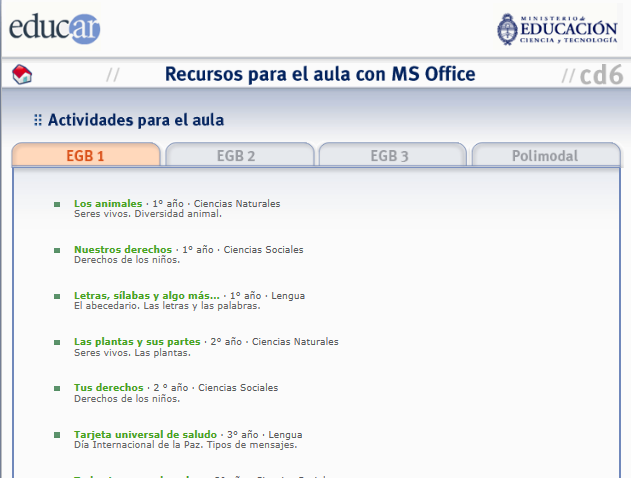 educar
MINISTERIO de
EDUCACIÓN
CIENCIA y TECNOLOGÍA
// Recursos para el aula con MS Office // cd6
Actividades para el aula
EGB 1 EGB 2 EGB 3 Polimodal
Los animales · 1º año · Ciencias Naturales
Seres vivos. Diversidad animal.
Nuestros derechos · 1º año · Ciencias Sociales
Derechos de los niños.
Letras, sílabas y algo más... · 1º año · Lengua
El abecedario. Las letras y las palabras.
Las plantas y sus partes · 2º año · Ciencias Naturales
Seres vivos. Las plantas.
Tus derechos · 2 º año · Ciencias Sociales
Derechos de los niños.
Tarjeta universal de saludo · 3º año · Lengua
Día Internacional de la Paz. Tipos de mensajes.